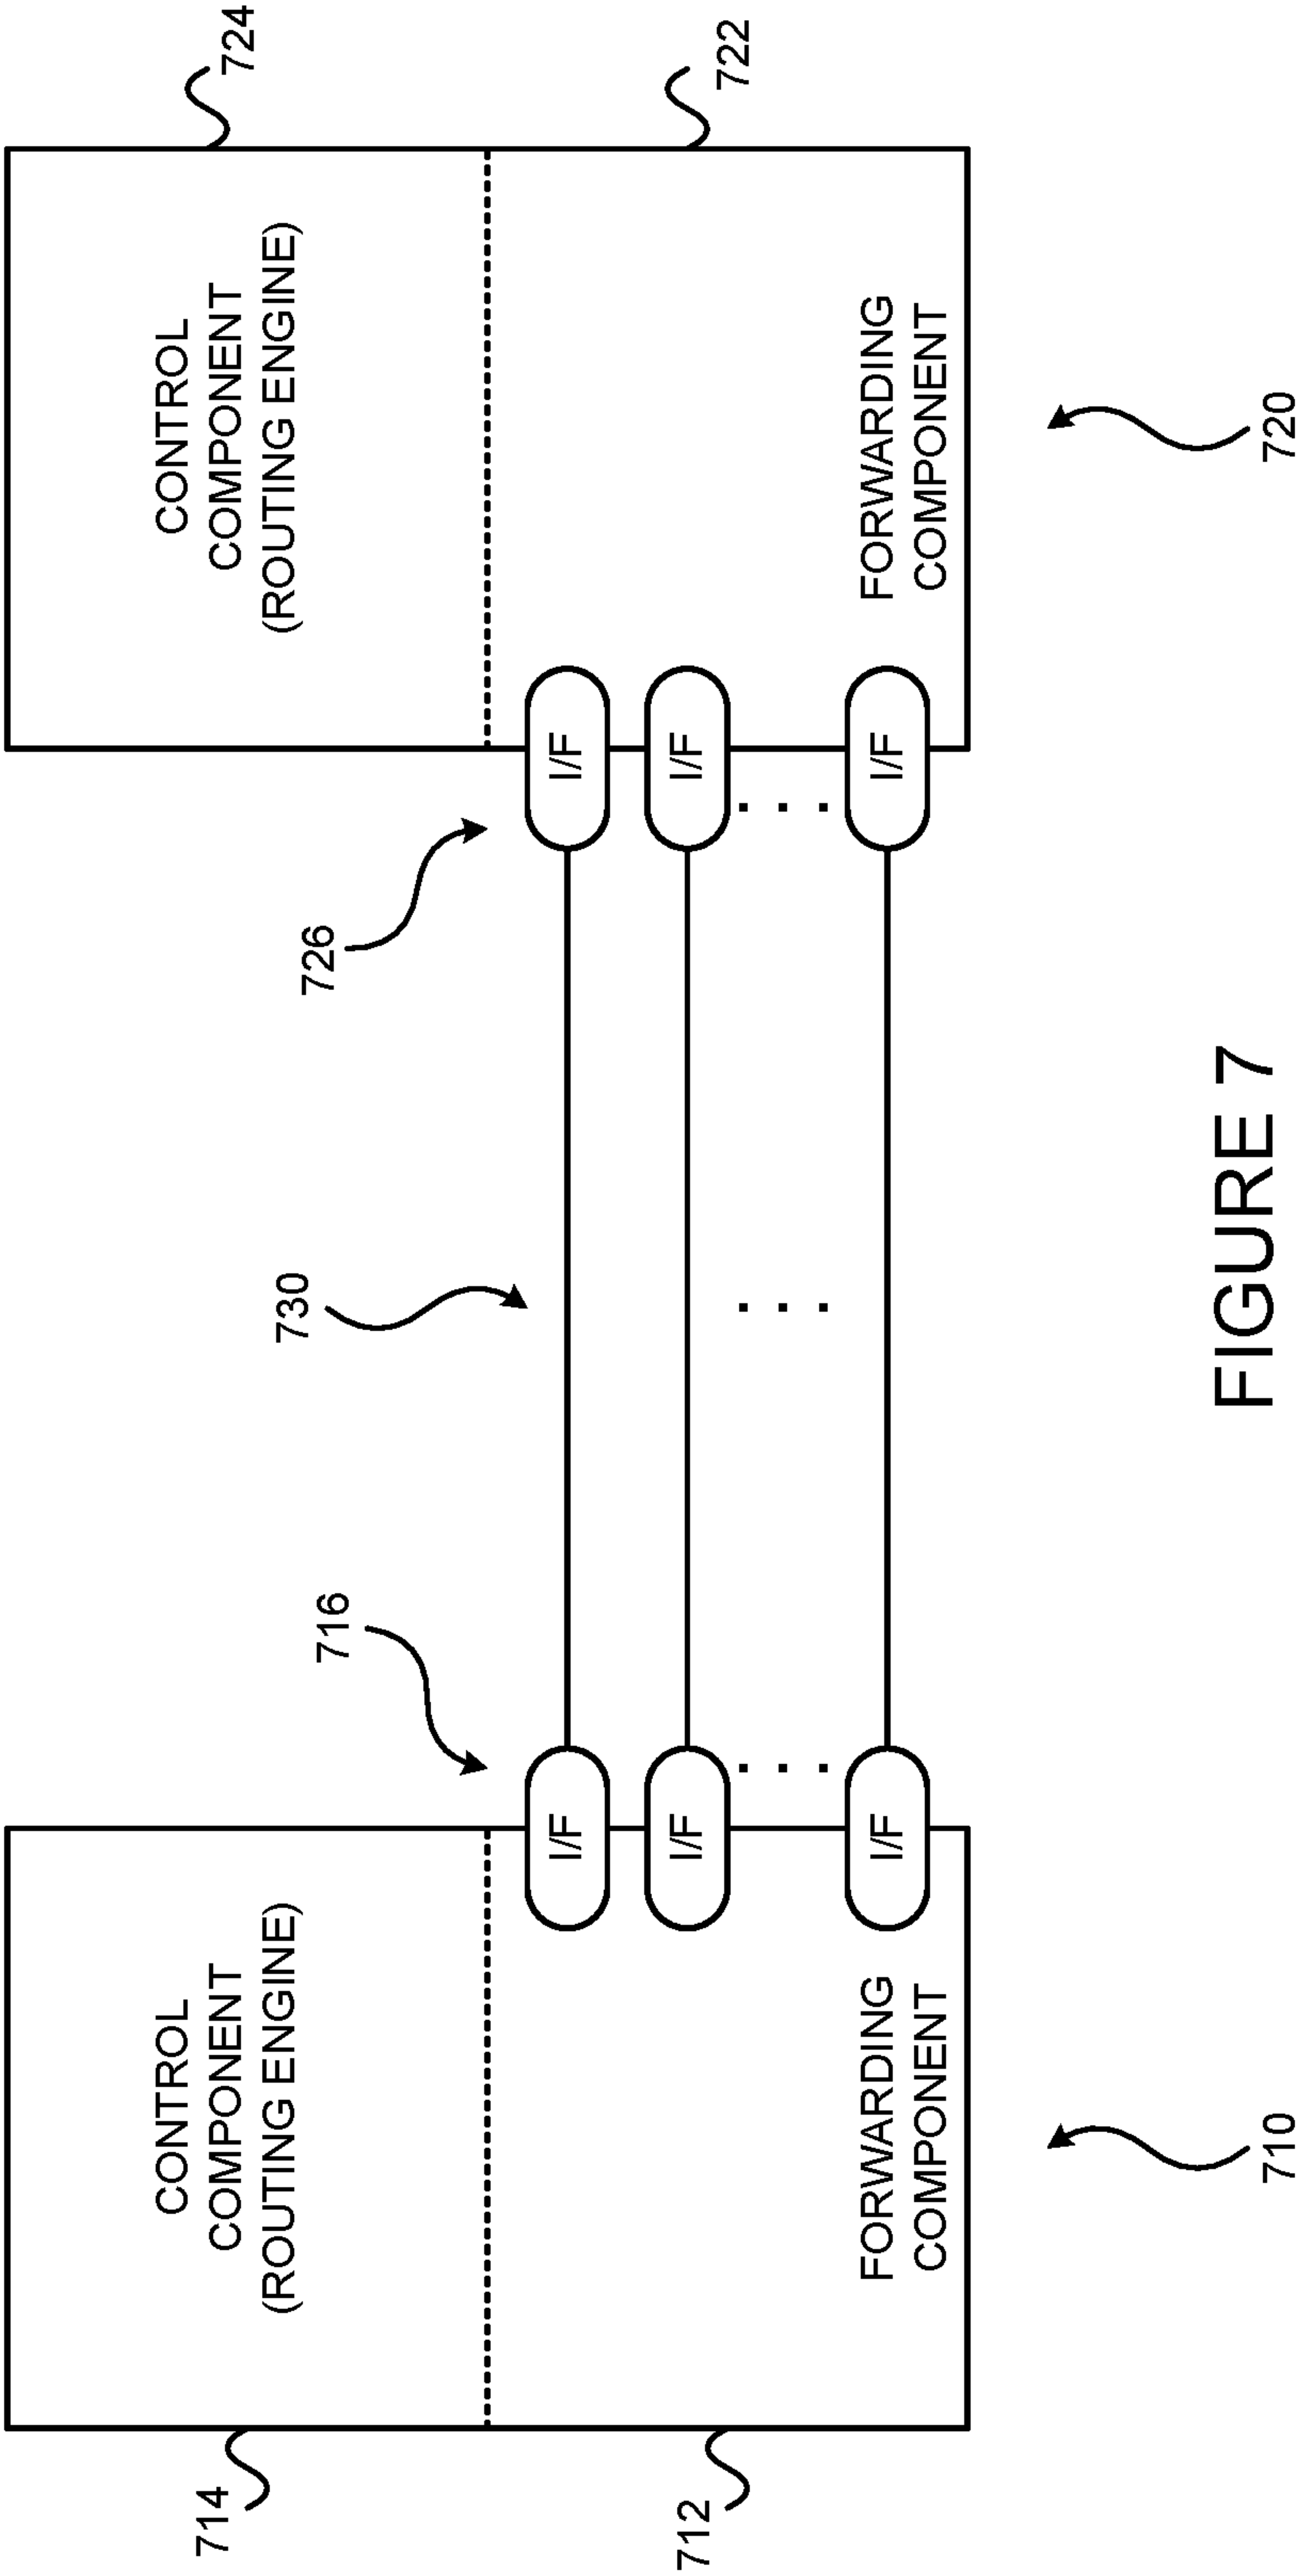 714
CONTROL
COMPONENT
(ROUTING ENGINE)
712
FORWARDING
COMPONENT
I/F
I/F
. . .
I/F
716
730
. . .
726
I/F
I/F
. . .
I/F
CONTROL
COMPONENT
(ROUTING ENGINE)
724
FORWARDING
COMPONENT
722
710
720
FIGURE 7